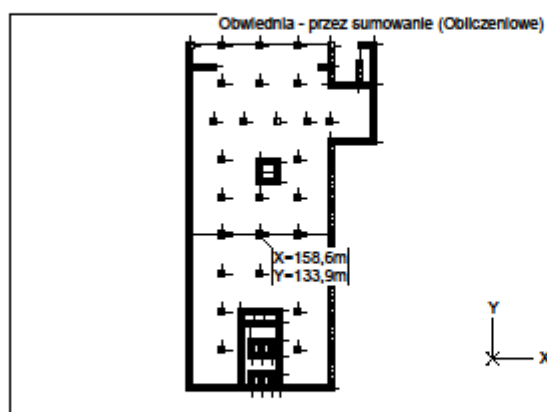 Obwiednia - przez sumowanie (Obliczeniowe)
X=158,6m
Y=133,9m
Y
X